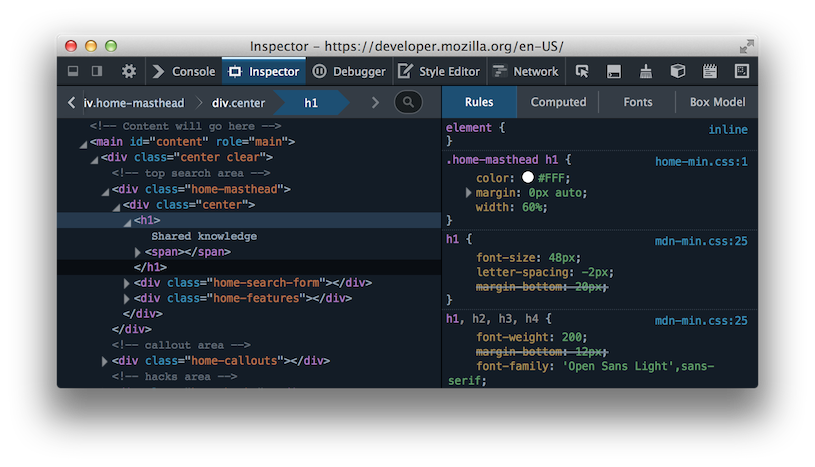 Inspector – https://developer.mozilla.org/en-US/
Console Inspector Debugger Style Editor Network
iv.home-masthead div.center h1
Rules Computed Fonts Box Model
<!-- Content will go here -->
<main id="content" role="main">
<div class="center clear">
<!-- top search area -->
<div class="home-masthead">
<div class="center">
<h1>
Shared knowledge
<span></span>
</h1>
<div class="home-search-form"></div>
<div class="home-features"></div>
</div>
</div>
<!-- callout area -->
<div class="home-callouts"></div>
<!-- hacks area -->
element { inline
}
.home-masthead h1 { home-min.css:1
color: #FFF;
margin: 0px auto;
width: 60%;
}
h1 { mdn-min.css:25
font-size: 48px;
letter-spacing: -2px;
margin-bottom: 20px;
}
h1, h2, h3, h4 { mdn-min.css:25
font-weight: 200;
margin-bottom: 12px;
font-family: 'Open Sans Light',sans-
serif;